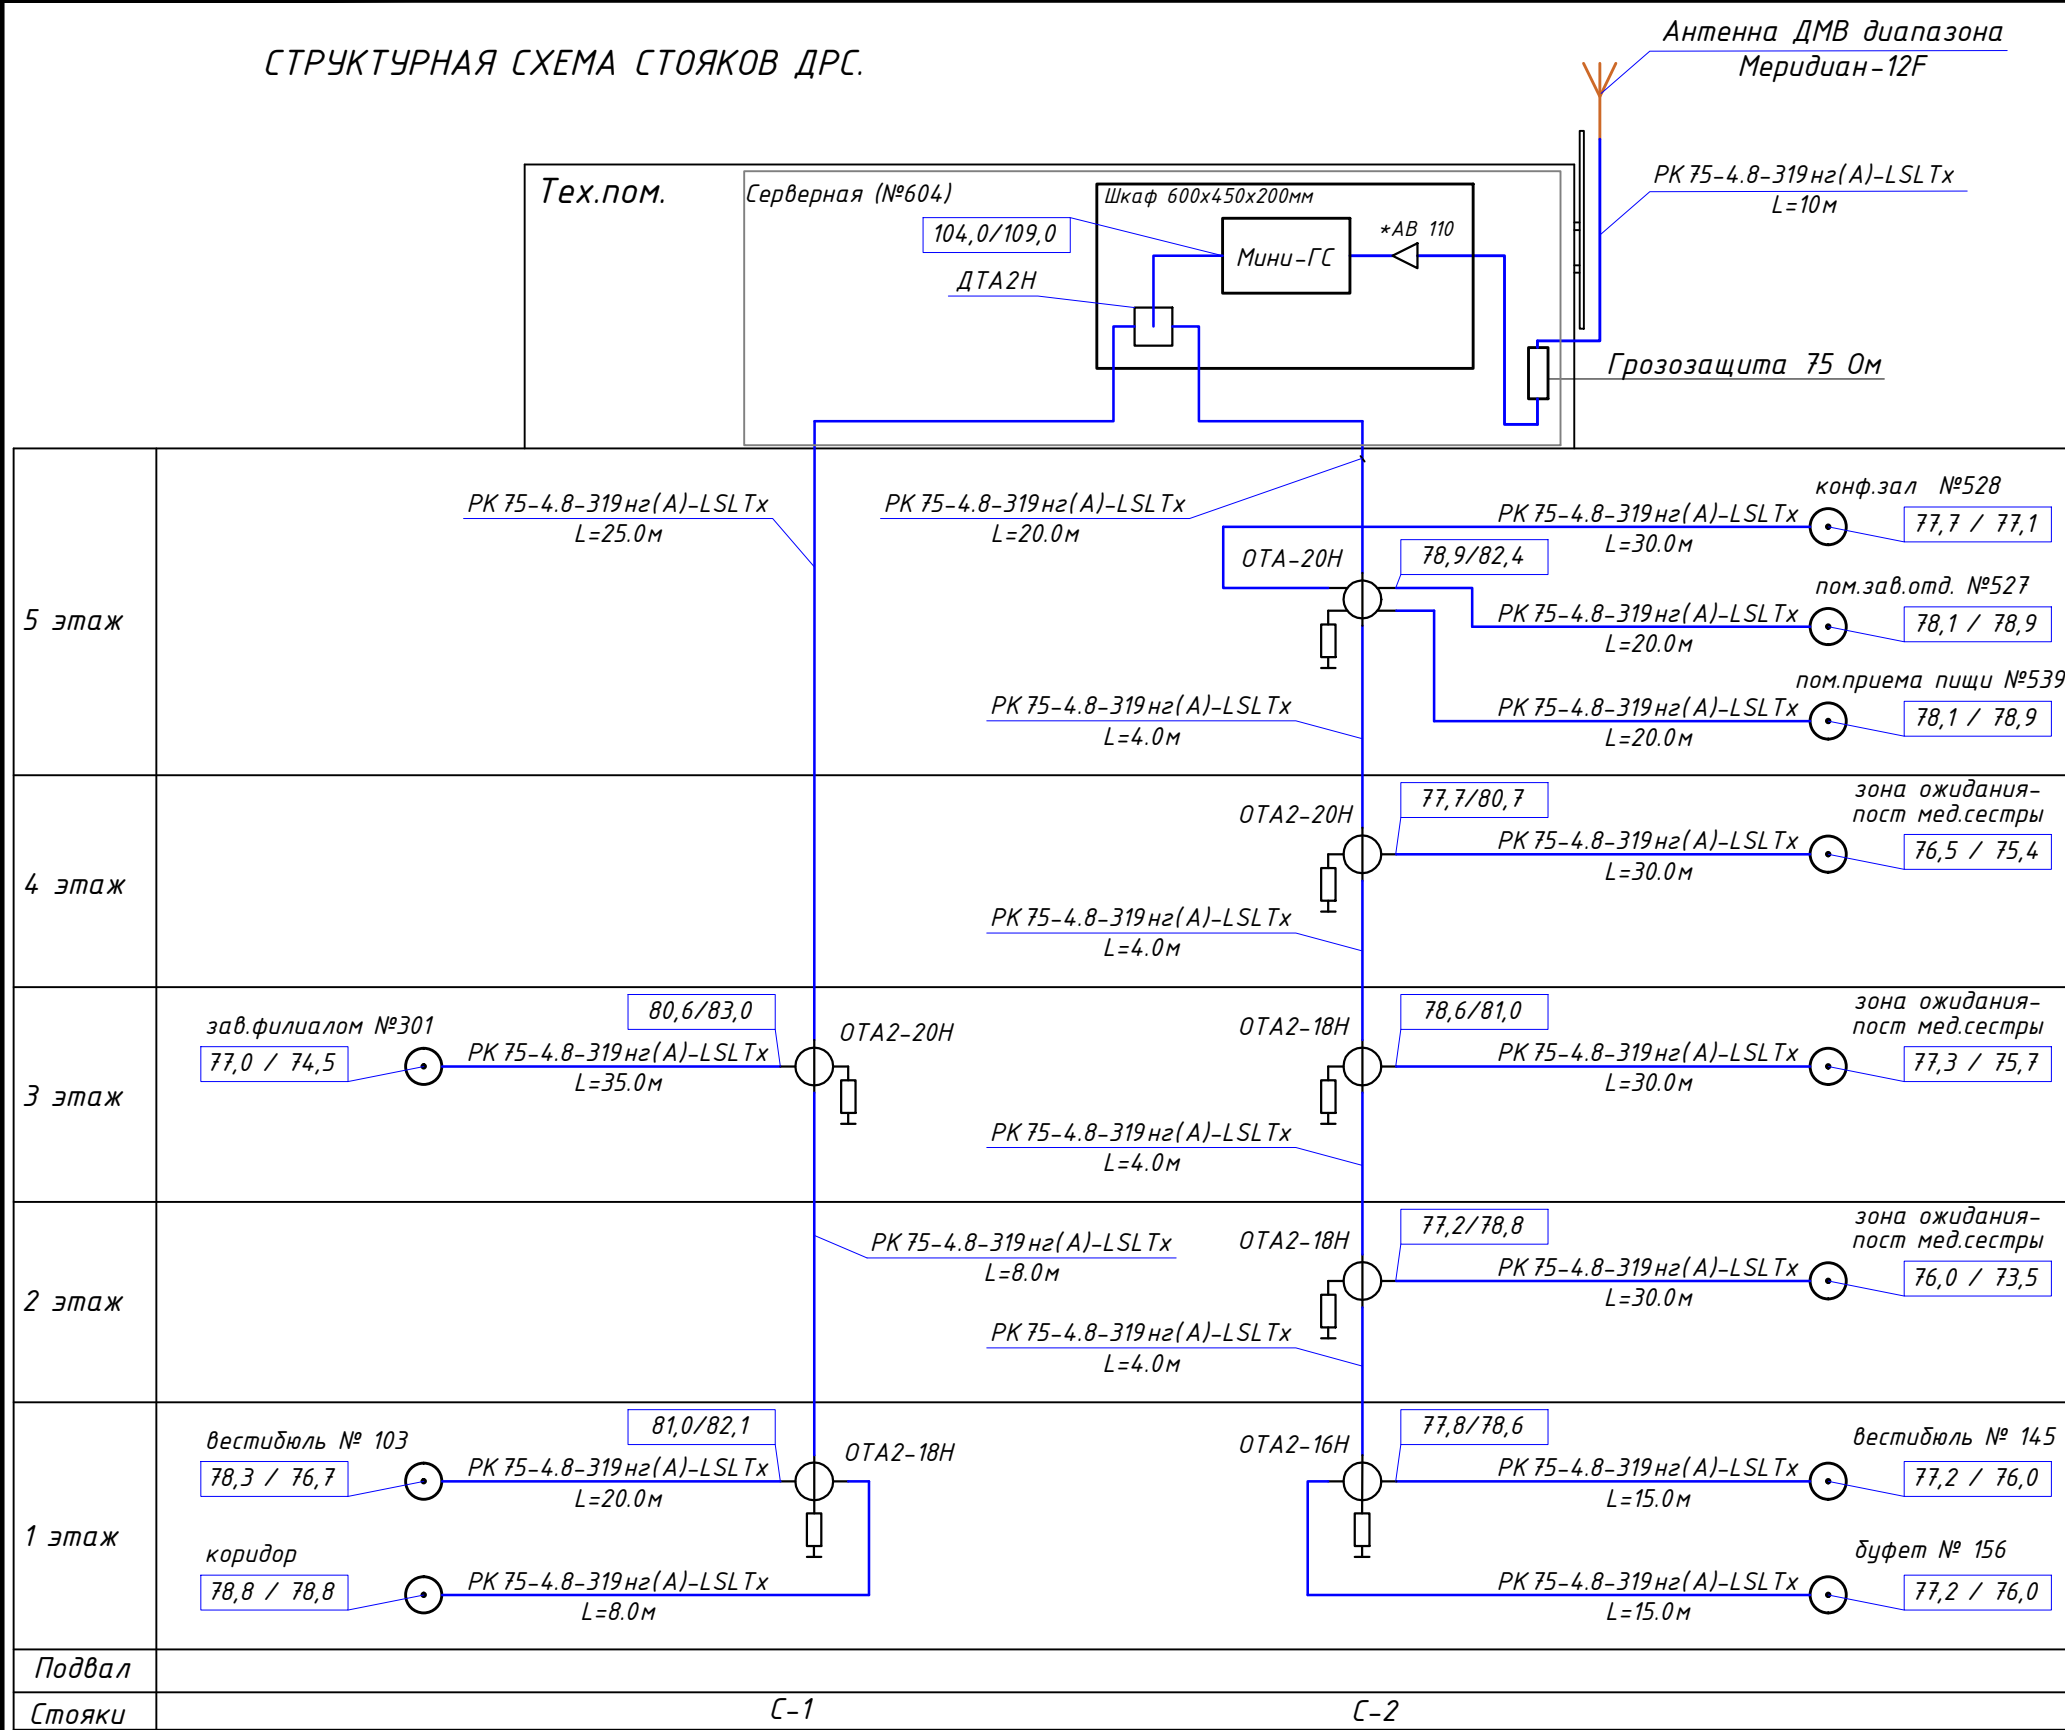 СТРУКТУРНАЯ СХЕМА СТОЯКОВ ДРС.
Антенна ДМВ диапазона
Меридиан-12F
РК 75-4.8-319нг(А)-LSLTx
L=10м
Тех.пом.
Серверная (№604)
Шкаф 600x450x200мм
104,0/109,0
Мини-ГС
*АВ 110
ДТА2Н
Грозозащита 75 Ом
5 этаж
РК 75-4.8-319нг(А)-LSLTx
L=25.0м
РК 75-4.8-319нг(А)-LSLTx
L=20.0м
ОТА-20Н
78,9/82,4
РК 75-4.8-319нг(А)-LSLTx
L=30.0м
конф.зал №528
77,7 / 77,1
РК 75-4.8-319нг(А)-LSLTx
L=20.0м
пом.зав.отд. №527
78,1 / 78,9
РК 75-4.8-319нг(А)-LSLTx
L=20.0м
пом.приема пищи №539
78,1 / 78,9
РК 75-4.8-319нг(А)-LSLTx
L=4.0м
4 этаж
ОТА2-20Н
77,7/80,7
РК 75-4.8-319нг(А)-LSLTx
L=30.0м
зона ожидания-
пост мед.сестры
76,5 / 75,4
РК 75-4.8-319нг(А)-LSLTx
L=4.0м
3 этаж
зав.филиалом №301
77,0 / 74,5
РК 75-4.8-319нг(А)-LSLTx
L=35.0м
80,6/83,0
ОТА2-20Н
ОТА2-18Н
78,6/81,0
РК 75-4.8-319нг(А)-LSLTx
L=30.0м
зона ожидания-
пост мед.сестры
77,3 / 75,7
РК 75-4.8-319нг(А)-LSLTx
L=4.0м
2 этаж
РК 75-4.8-319нг(А)-LSLTx
L=8.0м
ОТА2-18Н
77,2/78,8
РК 75-4.8-319нг(А)-LSLTx
L=30.0м
зона ожидания-
пост мед.сестры
76,0 / 73,5
РК 75-4.8-319нг(А)-LSLTx
L=4.0м
1 этаж
вестибюль № 103
78,3 / 76,7
РК 75-4.8-319нг(А)-LSLTx
L=20.0м
81,0/82,1
ОТА2-18Н
коридор
78,8 / 78,8
РК 75-4.8-319нг(А)-LSLTx
L=8.0м
ОТА2-16Н
77,8/78,6
РК 75-4.8-319нг(А)-LSLTx
L=15.0м
вестибюль № 145
77,2 / 76,0
РК 75-4.8-319нг(А)-LSLTx
L=15.0м
буфет № 156
77,2 / 76,0
Подвал
Стояки
С-1
С-2